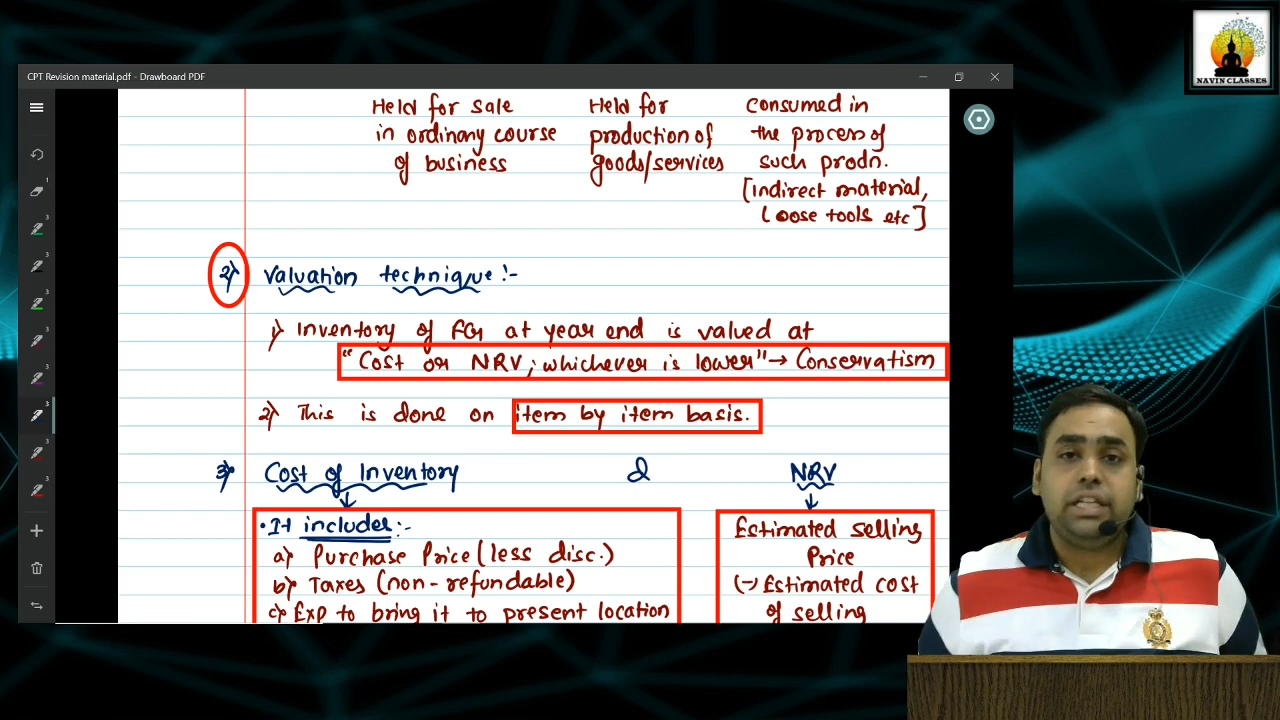 NAVIN CLASSES
CPT Revision material.pdf - Drawboard PDF
Held for sale
in ordinary course
of business
Held for
production of
goods/services
Consumed in
the process of
such prodn.
[Indirect material,
Loose tools etc]
2) Valuation technique :-
1) Inventory of FG at year end is valued at
"Cost or NRV; whichever is lower" → Conservatism
2) This is done on item by item basis.
3) Cost of Inventory & NRV
• It includes :-
a) Purchase Price (less disc.)
b) Taxes (non-refundable)
c) Exp to bring it to present location
Estimated selling
Price
(-) Estimated cost
of selling